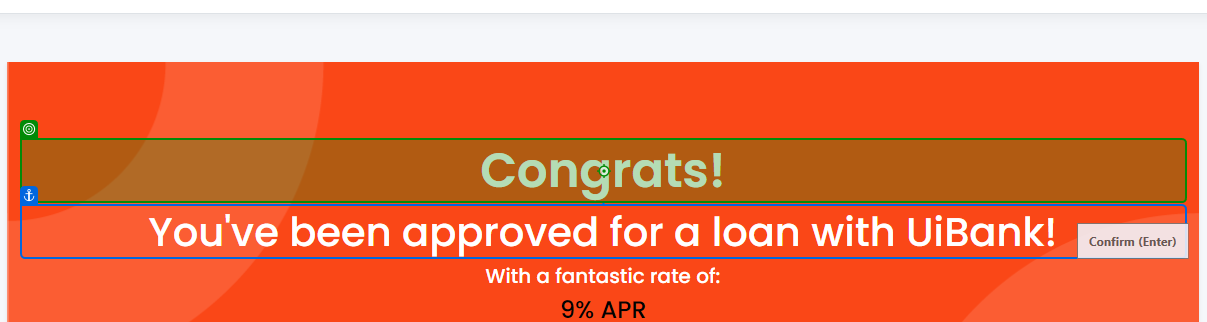 Congrats!
You've been approved for a loan with UiBank!
Confirm (Enter)
With a fantastic rate of:
9% APR